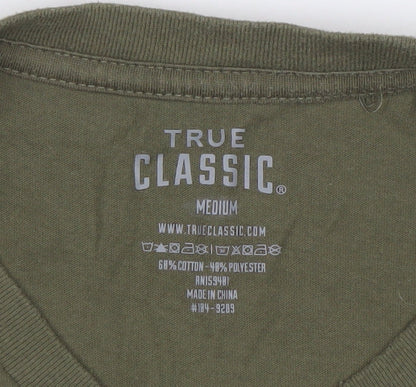 TRUE
CLASSIC®
MEDIUM
WWW.TRUECLASSIC.COM
60% COTTON - 40% POLYESTER
RN159481
MADE IN CHINA
#184-9289